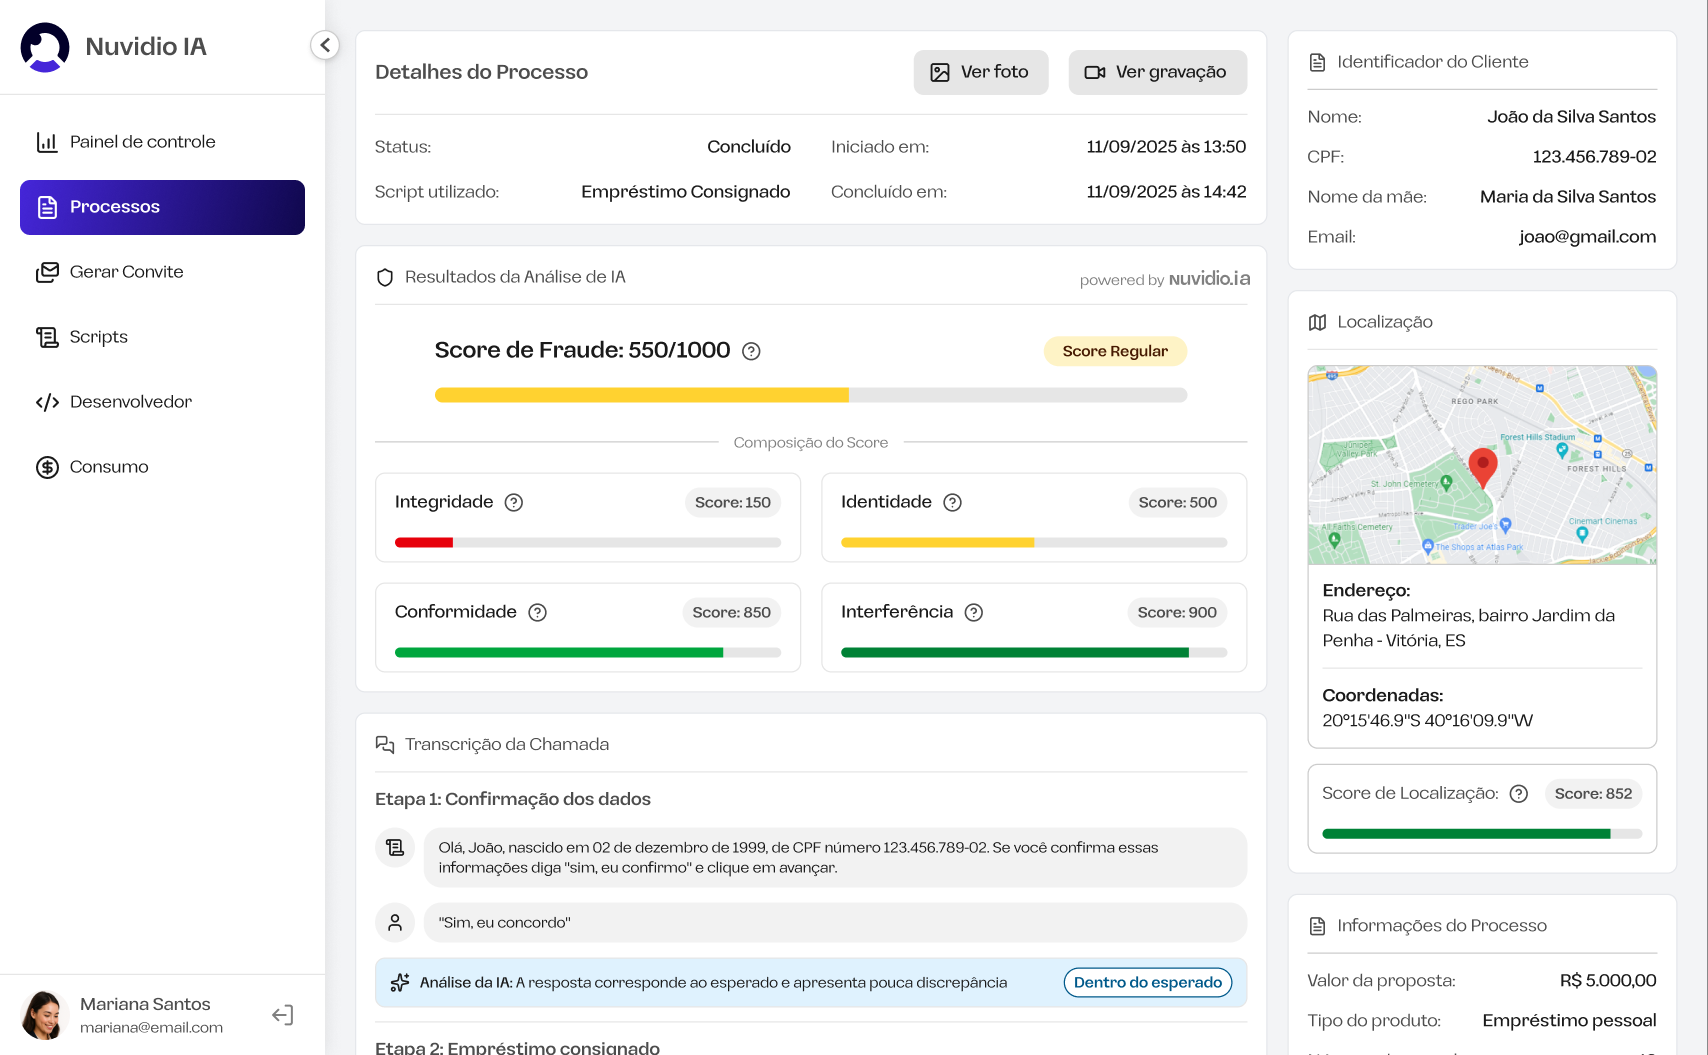 Nuvidio IA
Painel de controle
Processos
Gerar Convite
Scripts
Desenvolvedor
Consumo
Mariana Santos
mariana@email.com
Detalhes do Processo
Ver foto
Ver gravação
Status: Concluído
Iniciado em: 11/09/2025 às 13:50
Script utilizado: Empréstimo Consignado
Concluído em: 11/09/2025 às 14:42
Resultados da Análise de IA
powered by nuvidio.ia
Score de Fraude: 550/1000
Score Regular
Composição do Score
Integridade Score: 150
Identidade Score: 500
Conformidade Score: 850
Interferência Score: 900
Transcrição da Chamada
Etapa 1: Confirmação dos dados
Olá, João, nascido em 02 de dezembro de 1999, de CPF número 123.456.789-02. Se você confirma essas
informações diga "sim, eu confirmo" e clique em avançar.
"Sim, eu concordo"
Análise da IA: A resposta corresponde ao esperado e apresenta pouca discrepância
Dentro do esperado
Etapa 2: Empréstimo consignado
Identificador do Cliente
Nome: João da Silva Santos
CPF: 123.456.789-02
Nome da mãe: Maria da Silva Santos
Email: joao@gmail.com
Localização
REGO PARK
Forest Hills Stadium
FOREST HILLS
Juniper
Valley Park
St. John Cemetery
Metropolitan
All Faiths Cemetery
Trader Joe's
Cinemart Cinemas
The Shops at Atlas Park
Endereço:
Rua das Palmeiras, bairro Jardim da
Penha - Vitória, ES
Coordenadas:
20º15'46.9"S 40º16'09.9"W
Score de Localização: Score: 852
Informações do Processo
Valor da proposta: R$ 5.000,00
Tipo do produto: Empréstimo pessoal